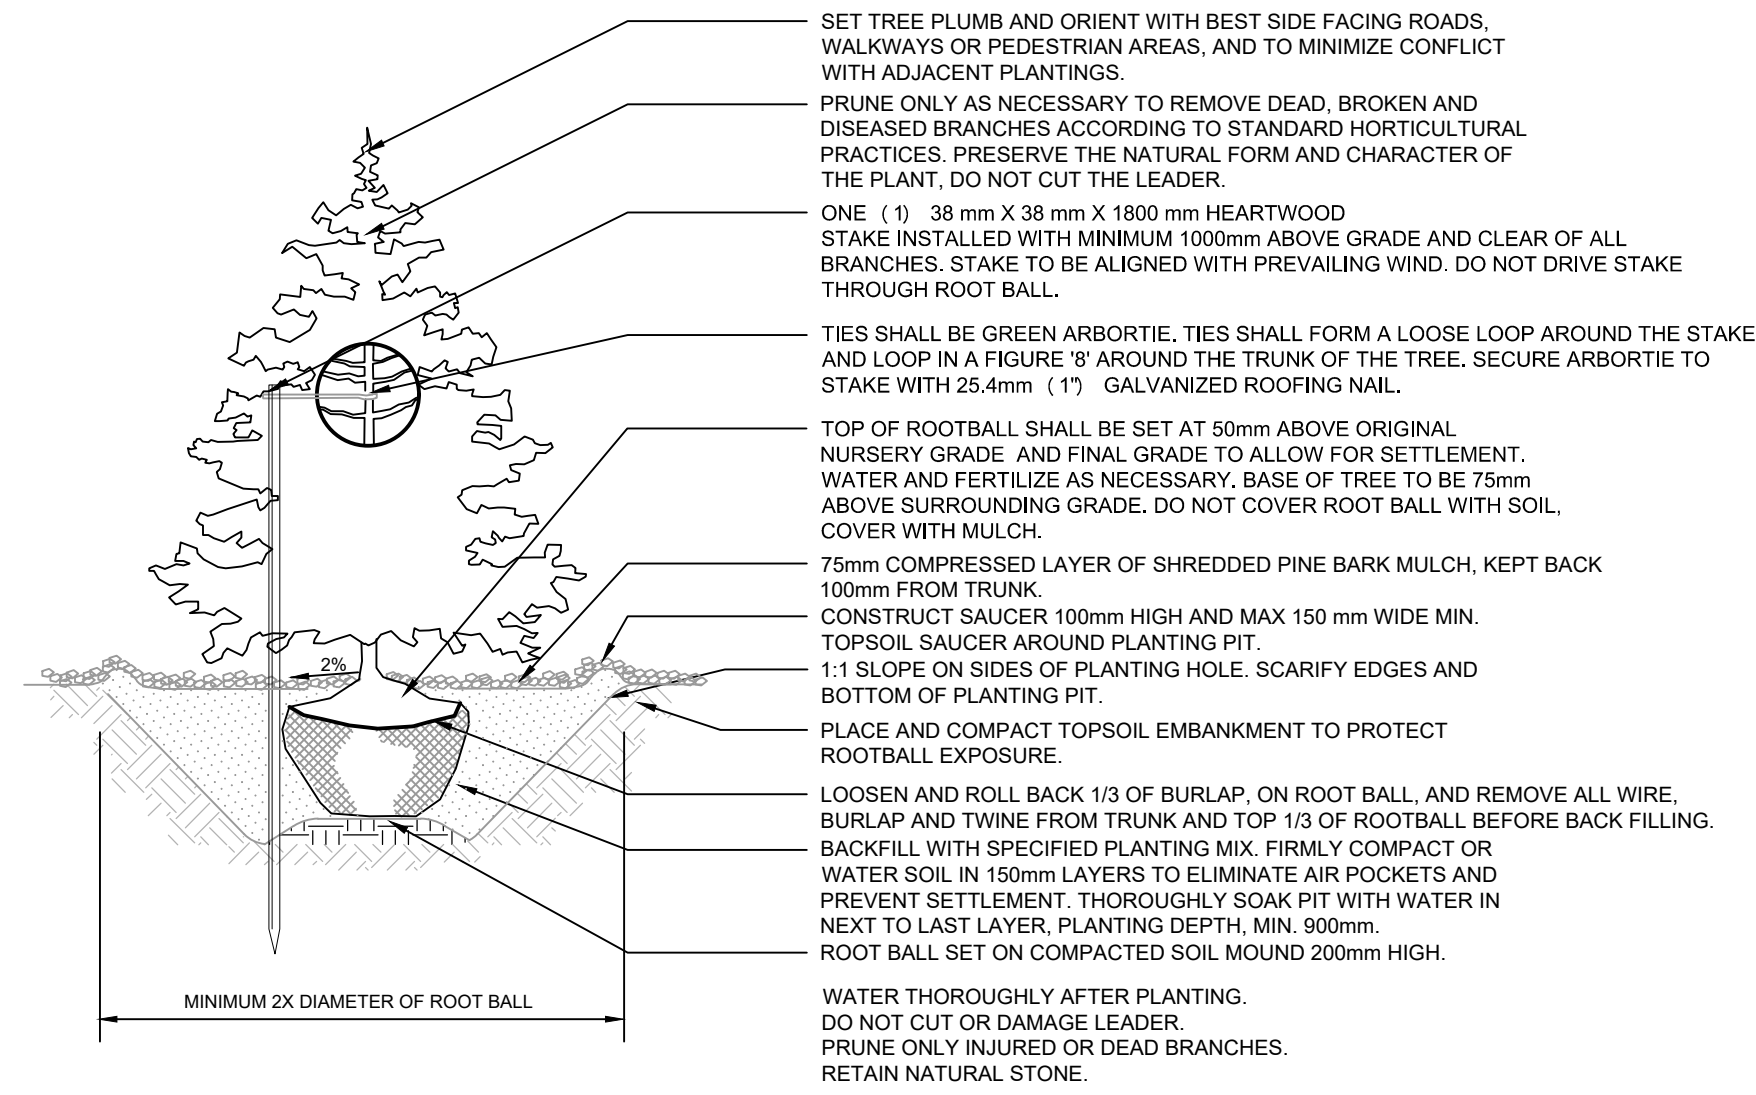 SET TREE PLUMB AND ORIENT WITH BEST SIDE FACING ROADS,
WALKWAYS OR PEDESTRIAN AREAS, AND TO MINIMIZE CONFLICT
WITH ADJACENT PLANTINGS.
PRUNE ONLY AS NECESSARY TO REMOVE DEAD, BROKEN AND
DISEASED BRANCHES ACCORDING TO STANDARD HORTICULTURAL
PRACTICES. PRESERVE THE NATURAL FORM AND CHARACTER OF
THE PLANT, DO NOT CUT THE LEADER.
ONE (1) 38 mm X 38 mm X 1800 mm HEARTWOOD
STAKE INSTALLED WITH MINIMUM 1000mm ABOVE GRADE AND CLEAR OF ALL
BRANCHES. STAKE TO BE ALIGNED WITH PREVAILING WIND. DO NOT DRIVE STAKE
THROUGH ROOT BALL.
TIES SHALL BE GREEN ARBORTIE. TIES SHALL FORM A LOOSE LOOP AROUND THE STAKE
AND LOOP IN A FIGURE '8' AROUND THE TRUNK OF THE TREE. SECURE ARBORTIE TO
STAKE WITH 25.4mm (1") GALVANIZED ROOFING NAIL.
TOP OF ROOTBALL SHALL BE SET AT 50mm ABOVE ORIGINAL
NURSERY GRADE AND FINAL GRADE TO ALLOW FOR SETTLEMENT.
WATER AND FERTILIZE AS NECESSARY. BASE OF TREE TO BE 75mm
ABOVE SURROUNDING GRADE. DO NOT COVER ROOT BALL WITH SOIL,
COVER WITH MULCH.
75mm COMPRESSED LAYER OF SHREDDED PINE BARK MULCH, KEPT BACK
100mm FROM TRUNK.
CONSTRUCT SAUCER 100mm HIGH AND MAX 150 mm WIDE MIN.
TOPSOIL SAUCER AROUND PLANTING PIT.
2%
1:1 SLOPE ON SIDES OF PLANTING HOLE. SCARIFY EDGES AND
BOTTOM OF PLANTING PIT.
PLACE AND COMPACT TOPSOIL EMBANKMENT TO PROTECT
ROOTBALL EXPOSURE.
LOOSEN AND ROLL BACK 1/3 OF BURLAP, ON ROOT BALL, AND REMOVE ALL WIRE,
BURLAP AND TWINE FROM TRUNK AND TOP 1/3 OF ROOTBALL BEFORE BACK FILLING.
BACKFILL WITH SPECIFIED PLANTING MIX. FIRMLY COMPACT OR
WATER SOIL IN 150mm LAYERS TO ELIMINATE AIR POCKETS AND
PREVENT SETTLEMENT. THOROUGHLY SOAK PIT WITH WATER IN
NEXT TO LAST LAYER, PLANTING DEPTH, MIN. 900mm.
ROOT BALL SET ON COMPACTED SOIL MOUND 200mm HIGH.
MINIMUM 2X DIAMETER OF ROOT BALL
WATER THOROUGHLY AFTER PLANTING.
DO NOT CUT OR DAMAGE LEADER.
PRUNE ONLY INJURED OR DEAD BRANCHES.
RETAIN NATURAL STONE.